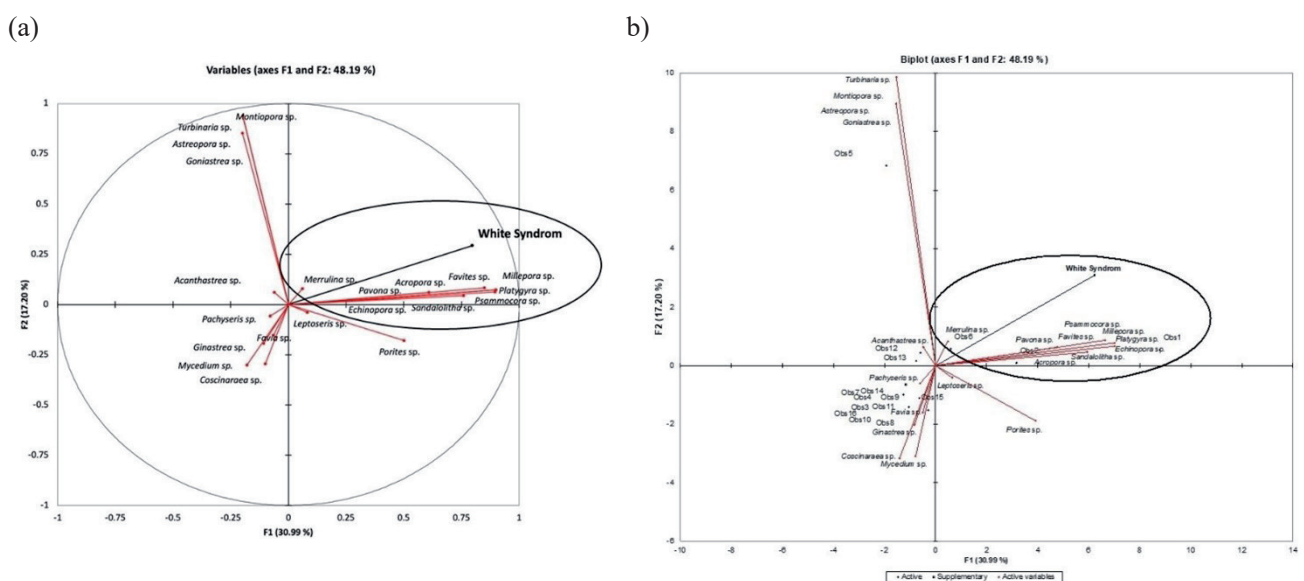 (a)
Variables (axes F1 and F2: 48.19 %)
1
Montiopora sp.
Turbinaria sp.
Astreopora sp.
Goniastrea sp.
0.75
0.5
White Syndrom
0.25
Acanthastrea sp.
Merrulina sp.
Acropora sp.
Favites sp.
Millepora sp.
Pavona sp.
Platygyra sp.
Psammocora sp.
Echinopora sp.
Sandalolitha sp.
0
Pachyseris sp.
Leptoseris sp.
Favia sp.
Ginastrea sp.
Porites sp.
-0.25
Mycedium sp.
Coscinaraea sp.
-0.5
-0.75
-1
-1
-0.75
-0.5
-0.25
0
0.25
0.5
0.75
1
F1 (30.99 %)
F2 (17.20 %)
b)
Biplot (axes F1 and F2: 48.19 %)
10
Turbinaria sp.
Montiopora sp.
Astreopora sp.
Goniastrea sp.
8
Obs5
6
4
White Syndrom
2
Psammocora sp.
Merrulina sp.
Millepora sp.
Obs6
Favites sp.
Obs1
Acanthastrea sp.
Pavona sp.
Platygyra sp.
Obs12
Echinopora sp.
Obs13
Sandalolitha sp.
Acropora sp.
0
Pachyseris sp.
Leptoseris sp.
Obs7
Obs14
Obs4
Obs9
Obs15
Obs3
Obs11
Favia sp.
Obs16
Obs10
Obs8
Porites sp.
-2
Ginastrea sp.
Coscinaraea sp.
Mycedium sp.
-4
-6
-10
-8
-6
-4
-2
0
2
4
6
8
10
12
14
F1 (30.99 %)
F2 (17.20 %)
Active
Supplementary
Active variables